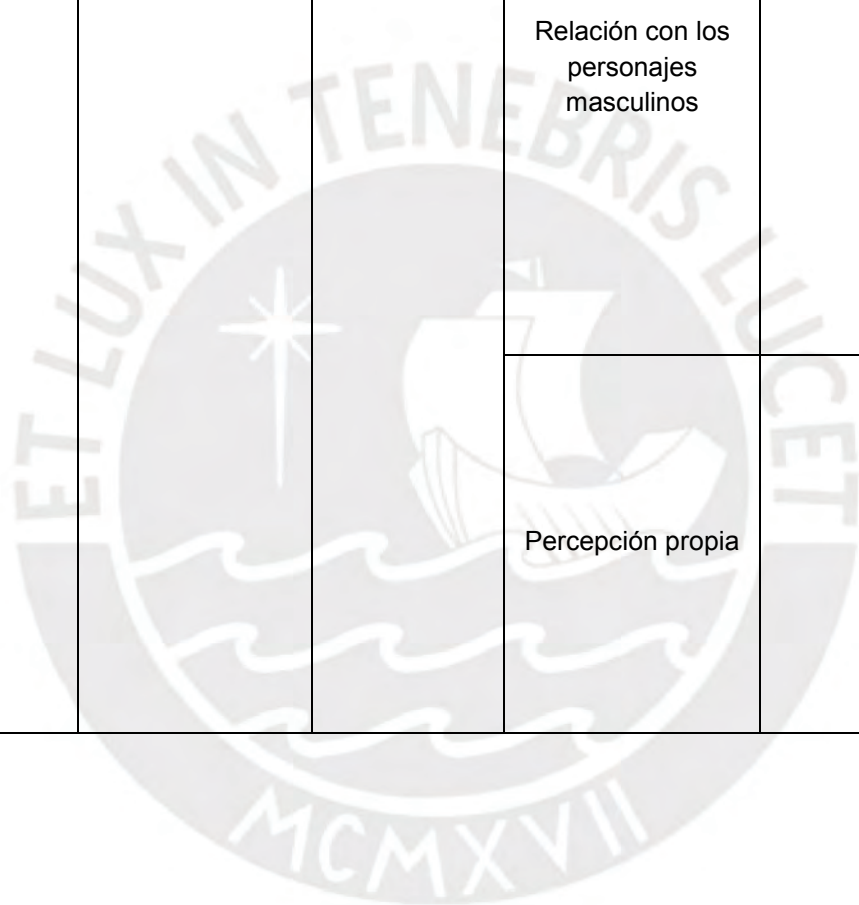 Relación con los
personajes
masculinos
Percepción propia
ET LUX IN TENEBRIS LUCET
MCMXVII